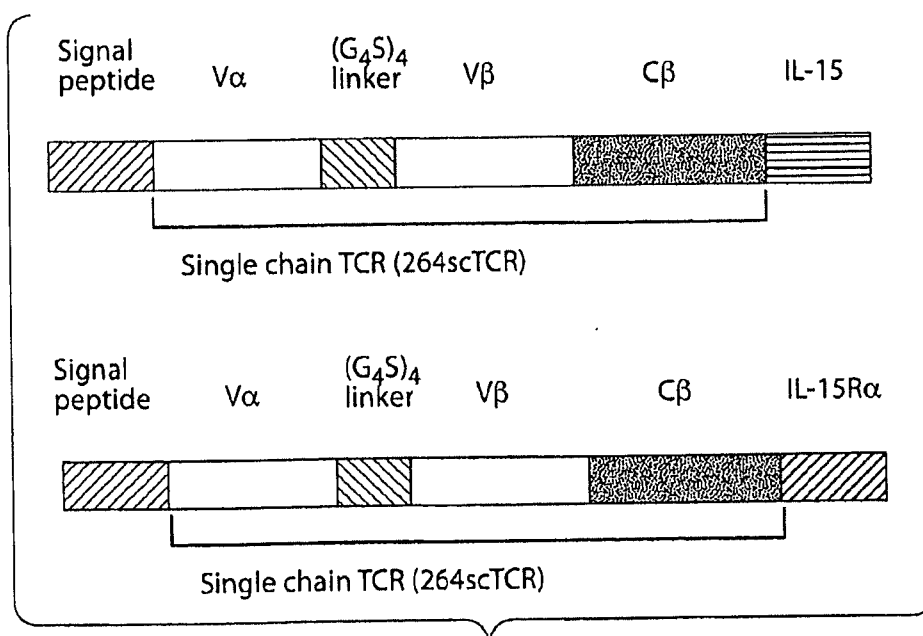 Signal peptide
Vα
(G₄S)₄ linker
Vβ
Cβ
IL-15
Single chain TCR (264scTCR)
Signal peptide
Vα
(G₄S)₄ linker
Vβ
Cβ
IL-15Rα
Single chain TCR (264scTCR)